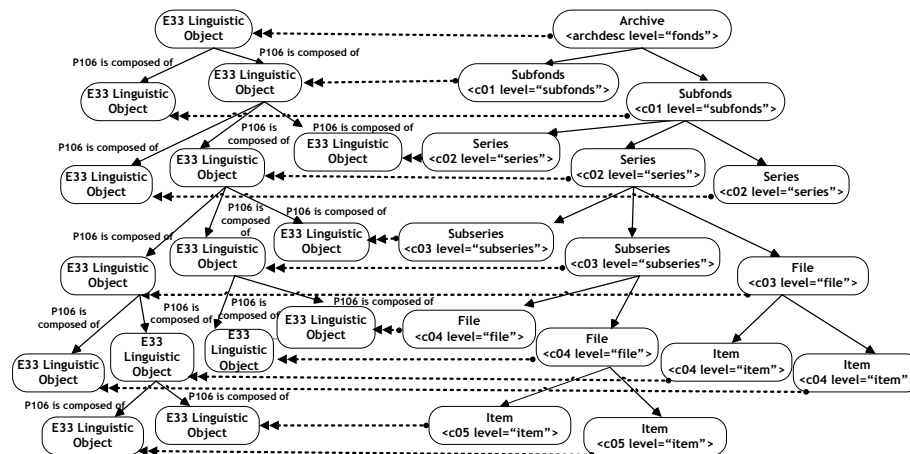 E33 Linguistic
Object
Archive
<archdesc level="fonds">
P106 is composed of
P106 is composed of
E33 Linguistic
Object
E33 Linguistic
Object
Subfonds
<c01 level="subfonds">
Subfonds
<c01 level="subfonds">
P106 is composed of
P106 is
composed of
P106 is composed of
E33 Linguistic
Object
E33 Linguistic
Object
E33 Linguistic
Object
Series
<c02 level="series">
Series
<c02 level="series">
Series
<c02 level="series">
P106 is composed of
P106 is
composed
of
P106 is composed of
E33 Linguistic
Object
E33 Linguistic
Object
E33 Linguistic
Object
Subseries
<c03 level="subseries">
Subseries
<c03 level="subseries">
File
<c03 level="file">
P106 is
composed of
P106 is
composed of
P106 is
composed of
P106 is composed of
E33 Linguistic
Object
E33 Linguistic
Object
E33
Linguistic
Object
E33 Linguistic
Object
File
<c04 level="file">
File
<c04 level="file">
Item
<c04 level="item">
Item
<c04 level="item">
P106 is composed of
P106 is composed of
E33 Linguistic
Object
E33 Linguistic
Object
Item
<c05 level="item">
Item
<c05 level="item">